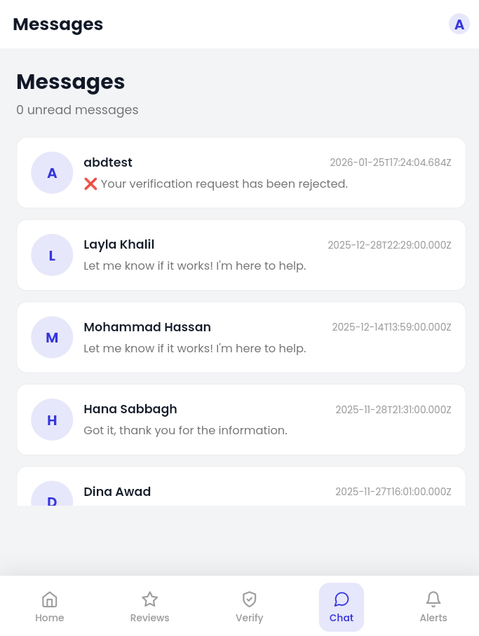 Messages
A
Messages
0 unread messages
A
abdtest
2026-01-25T17:24:04.684Z
❌ Your verification request has been rejected.
L
Layla Khalil
2025-12-28T22:29:00.000Z
Let me know if it works! I'm here to help.
M
Mohammad Hassan
2025-12-14T13:59:00.000Z
Let me know if it works! I'm here to help.
H
Hana Sabbagh
2025-11-28T21:31:00.000Z
Got it, thank you for the information.
D
Dina Awad
2025-11-27T16:01:00.000Z
Home
Reviews
Verify
Chat
Alerts